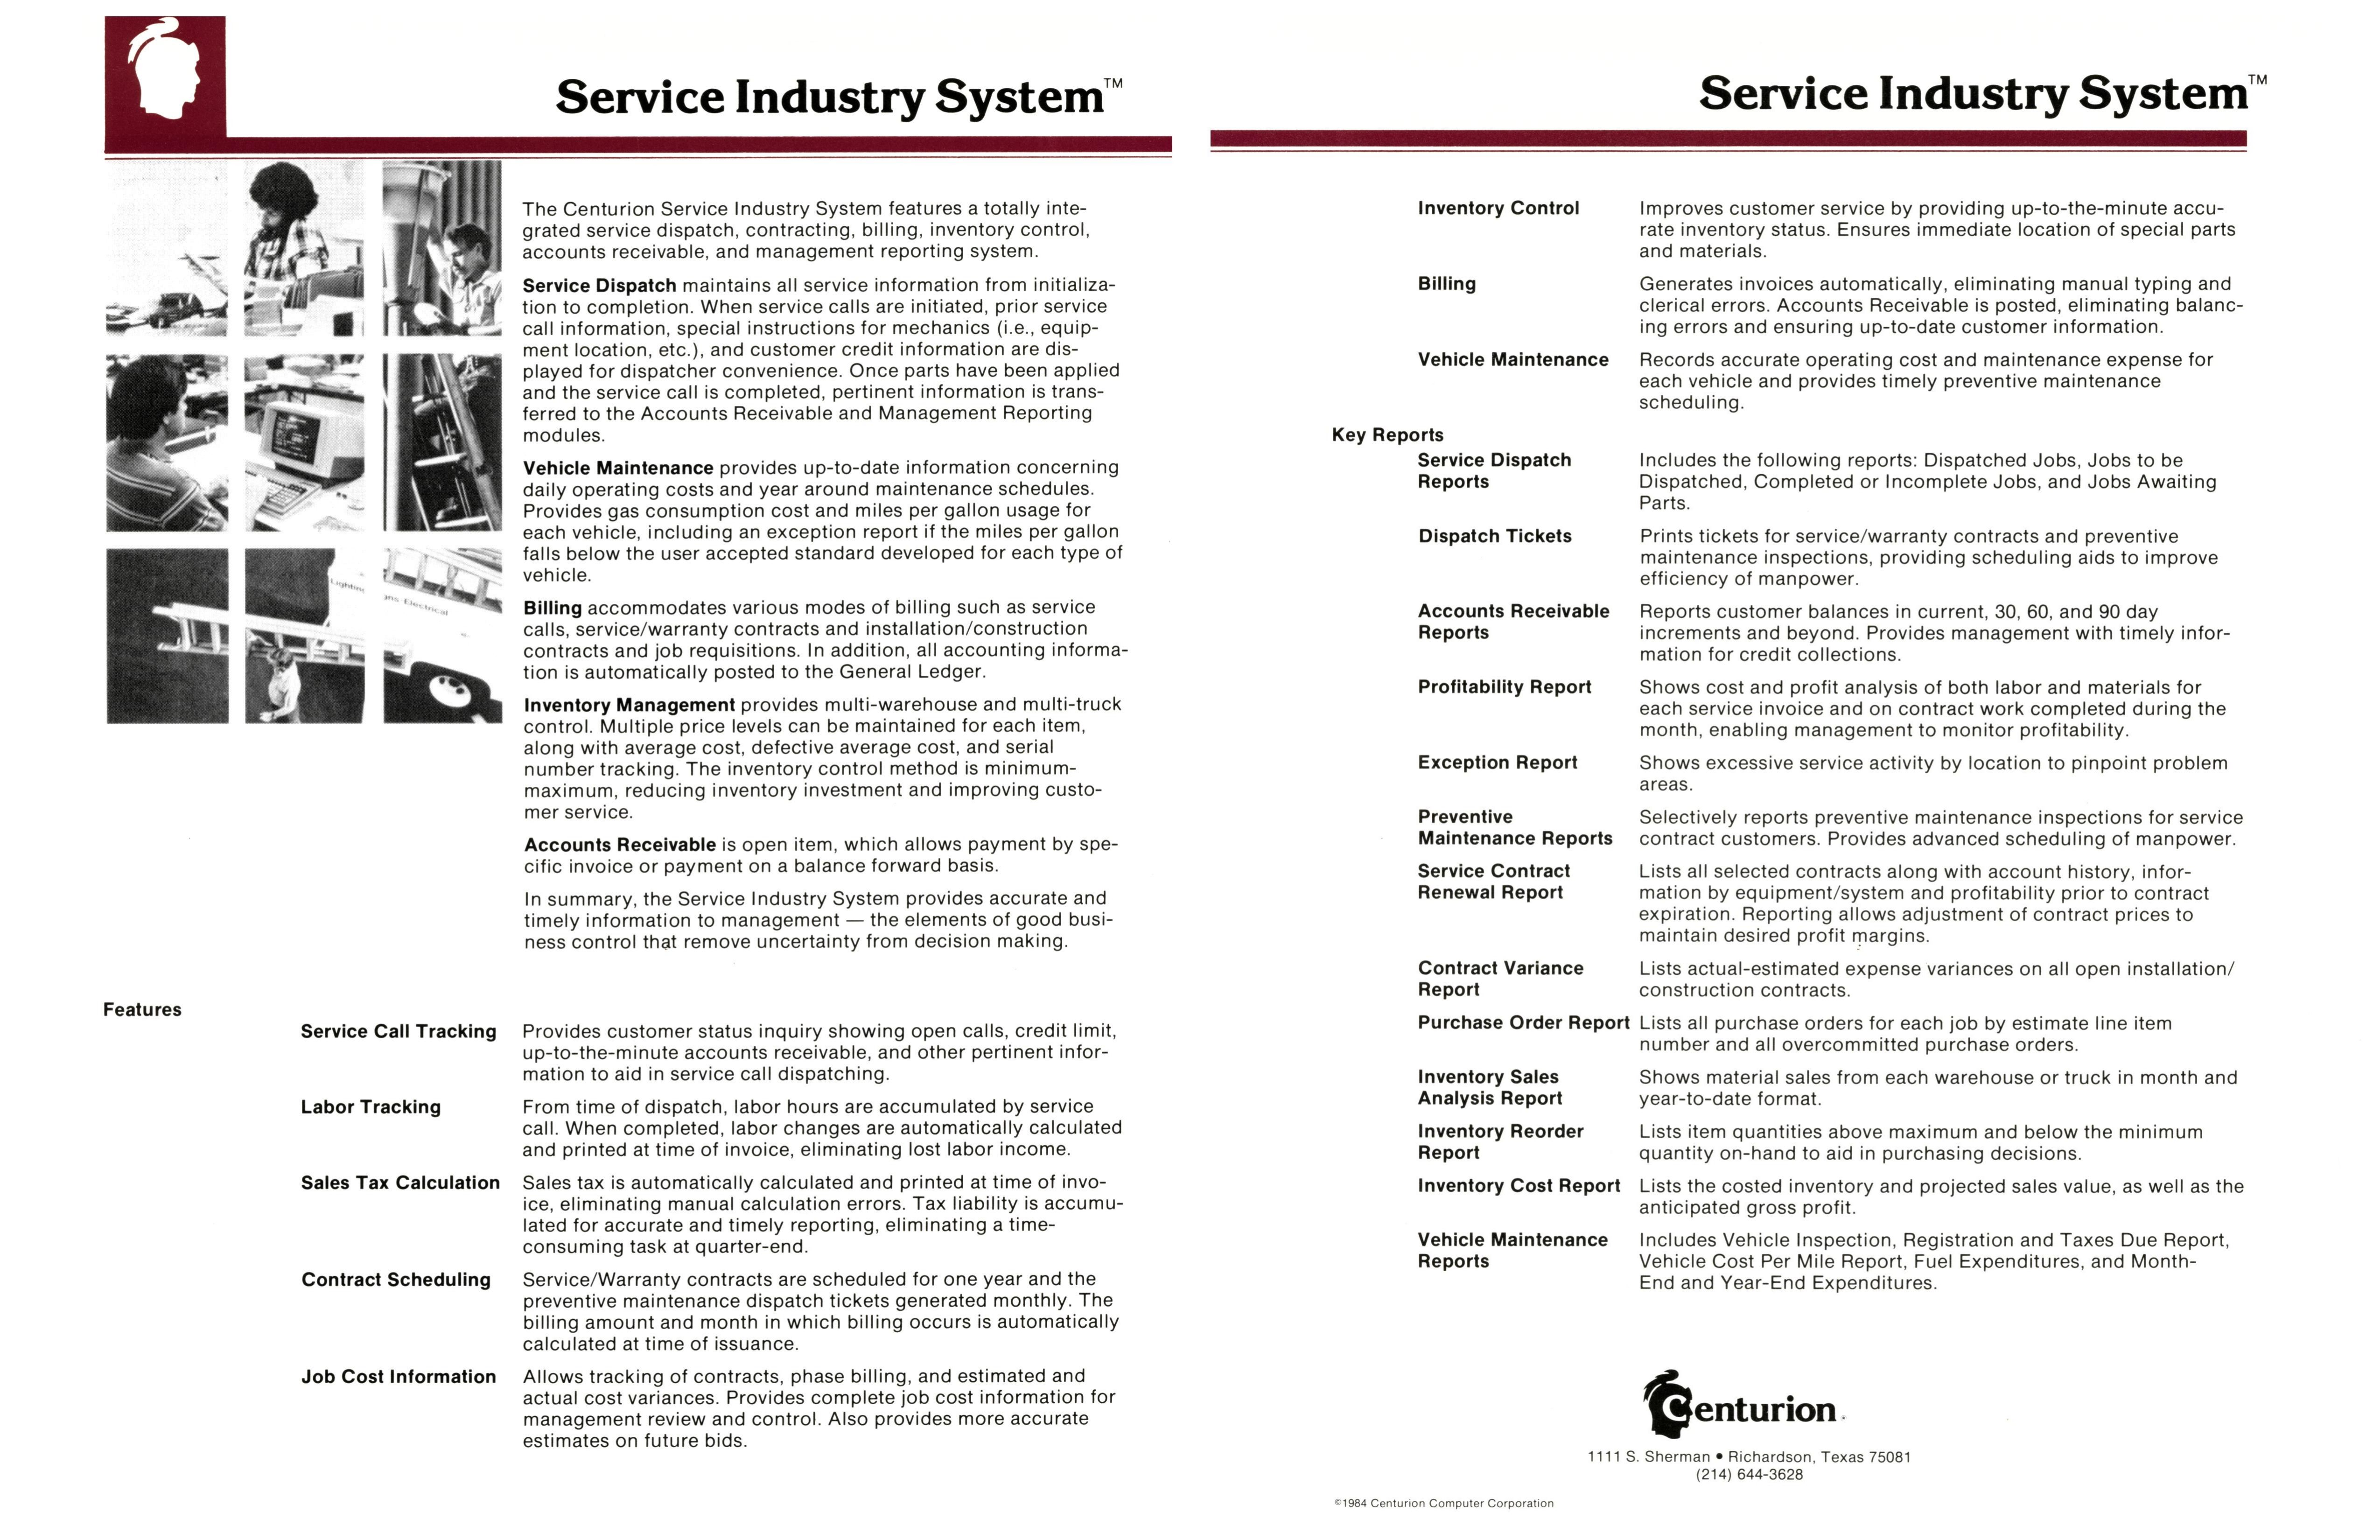 Service Industry System™
The Centurion Service Industry System features a totally inte-
grated service dispatch, contracting, billing, inventory control,
accounts receivable, and management reporting system.
Service Dispatch maintains all service information from initializa-
tion to completion. When service calls are initiated, prior service
call information, special instructions for mechanics (i.e., equip-
ment location, etc.), and customer credit information are dis-
played for dispatcher convenience. Once parts have been applied
and the service call is completed, pertinent information is trans-
ferred to the Accounts Receivable and Management Reporting
modules.
Vehicle Maintenance provides up-to-date information concerning
daily operating costs and year around maintenance schedules.
Provides gas consumption cost and miles per gallon usage for
each vehicle, including an exception report if the miles per gallon
falls below the user accepted standard developed for each type of
vehicle.
Billing accommodates various modes of billing such as service
calls, service/warranty contracts and installation/construction
contracts and job requisitions. In addition, all accounting informa-
tion is automatically posted to the General Ledger.
Inventory Management provides multi-warehouse and multi-truck
control. Multiple price levels can be maintained for each item,
along with average cost, defective average cost, and serial
number tracking. The inventory control method is minimum-
maximum, reducing inventory investment and improving custo-
mer service.
Accounts Receivable is open item, which allows payment by spe-
cific invoice or payment on a balance forward basis.
In summary, the Service Industry System provides accurate and
timely information to management — the elements of good busi-
ness control that remove uncertainty from decision making.
Electrical
Features
Service Call Tracking Provides customer status inquiry showing open calls, credit limit,
up-to-the-minute accounts receivable, and other pertinent infor-
mation to aid in service call dispatching.
Labor Tracking From time of dispatch, labor hours are accumulated by service
call. When completed, labor changes are automatically calculated
and printed at time of invoice, eliminating lost labor income.
Sales Tax Calculation Sales tax is automatically calculated and printed at time of invo-
ice, eliminating manual calculation errors. Tax liability is accumu-
lated for accurate and timely reporting, eliminating a time-
consuming task at quarter-end.
Contract Scheduling Service/Warranty contracts are scheduled for one year and the
preventive maintenance dispatch tickets generated monthly. The
billing amount and month in which billing occurs is automatically
calculated at time of issuance.
Job Cost Information Allows tracking of contracts, phase billing, and estimated and
actual cost variances. Provides complete job cost information for
management review and control. Also provides more accurate
estimates on future bids.
Service Industry System™
Inventory Control Improves customer service by providing up-to-the-minute accu-
rate inventory status. Ensures immediate location of special parts
and materials.
Billing Generates invoices automatically, eliminating manual typing and
clerical errors. Accounts Receivable is posted, eliminating balanc-
ing errors and ensuring up-to-date customer information.
Vehicle Maintenance Records accurate operating cost and maintenance expense for
each vehicle and provides timely preventive maintenance
scheduling.
Key Reports
Service Dispatch Includes the following reports: Dispatched Jobs, Jobs to be
Reports Dispatched, Completed or Incomplete Jobs, and Jobs Awaiting
Parts.
Dispatch Tickets Prints tickets for service/warranty contracts and preventive
maintenance inspections, providing scheduling aids to improve
efficiency of manpower.
Accounts Receivable Reports customer balances in current, 30, 60, and 90 day
Reports increments and beyond. Provides management with timely infor-
mation for credit collections.
Profitability Report Shows cost and profit analysis of both labor and materials for
each service invoice and on contract work completed during the
month, enabling management to monitor profitability.
Exception Report Shows excessive service activity by location to pinpoint problem
areas.
Preventive Selectively reports preventive maintenance inspections for service
Maintenance Reports contract customers. Provides advanced scheduling of manpower.
Service Contract Lists all selected contracts along with account history, infor-
Renewal Report mation by equipment/system and profitability prior to contract
expiration. Reporting allows adjustment of contract prices to
maintain desired profit margins.
Contract Variance Lists actual-estimated expense variances on all open installation/
Report construction contracts.
Purchase Order Report Lists all purchase orders for each job by estimate line item
number and all overcommitted purchase orders.
Inventory Sales Shows material sales from each warehouse or truck in month and
Analysis Report year-to-date format.
Inventory Reorder Lists item quantities above maximum and below the minimum
Report quantity on-hand to aid in purchasing decisions.
Inventory Cost Report Lists the costed inventory and projected sales value, as well as the
anticipated gross profit.
Vehicle Maintenance Includes Vehicle Inspection, Registration and Taxes Due Report,
Reports Vehicle Cost Per Mile Report, Fuel Expenditures, and Month-
End and Year-End Expenditures.
Centurion
1111 S. Sherman • Richardson, Texas 75081
(214) 644-3628
©1984 Centurion Computer Corporation